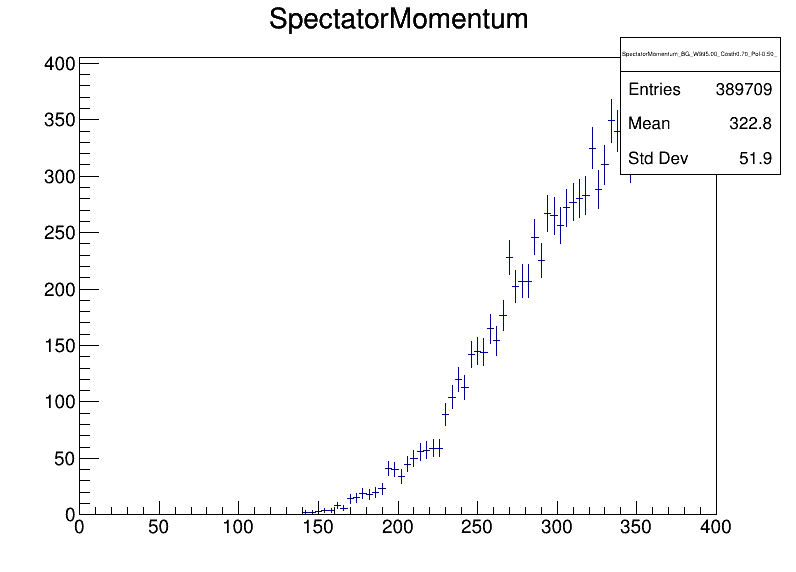 SpectatorMomentum
SpectatorMomentum_BG_W995.00_Costh0.70_Pol-0.50_
Entries 389709
Mean 322.8
Std Dev 51.9
400
350
300
250
200
150
100
50
0
0 50 100 150 200 250 300 350 400